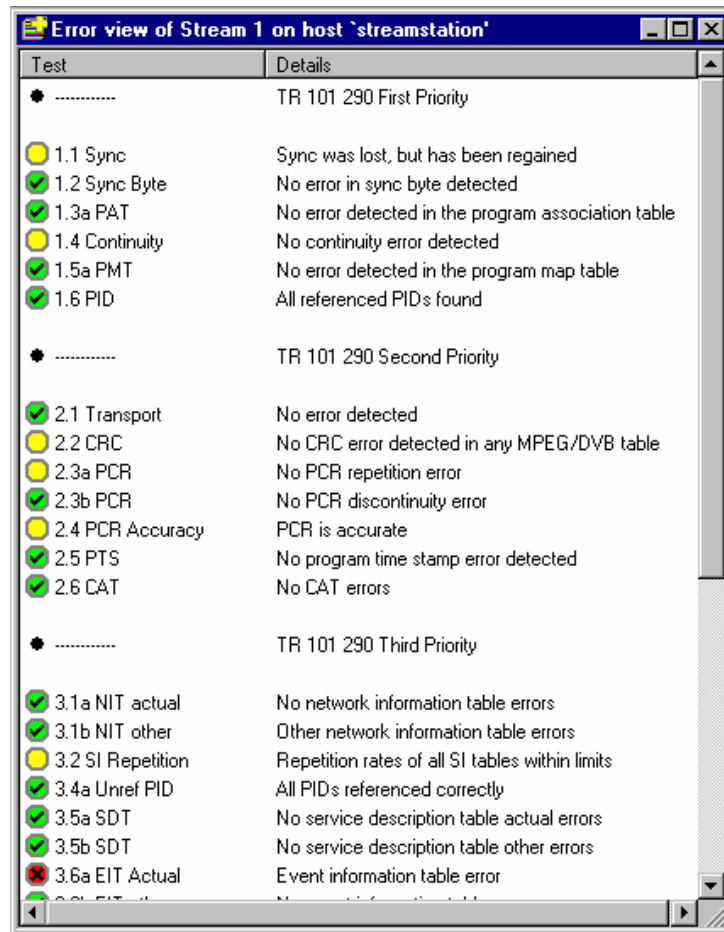 Error view of Stream 1 on host `streamstation'
Test Details
------------ TR 101 290 First Priority
1.1 Sync Sync was lost, but has been regained
1.2 Sync Byte No error in sync byte detected
1.3a PAT No error detected in the program association table
1.4 Continuity No continuity error detected
1.5a PMT No error detected in the program map table
1.6 PID All referenced PIDs found
------------ TR 101 290 Second Priority
2.1 Transport No error detected
2.2 CRC No CRC error detected in any MPEG/DVB table
2.3a PCR No PCR repetition error
2.3b PCR No PCR discontinuity error
2.4 PCR Accuracy PCR is accurate
2.5 PTS No program time stamp error detected
2.6 CAT No CAT errors
------------ TR 101 290 Third Priority
3.1a NIT actual No network information table errors
3.1b NIT other Other network information table errors
3.2 SI Repetition Repetition rates of all SI tables within limits
3.4a Unref PID All PIDs referenced correctly
3.5a SDT No service description table actual errors
3.5b SDT No service description table other errors
3.6a EIT Actual Event information table error